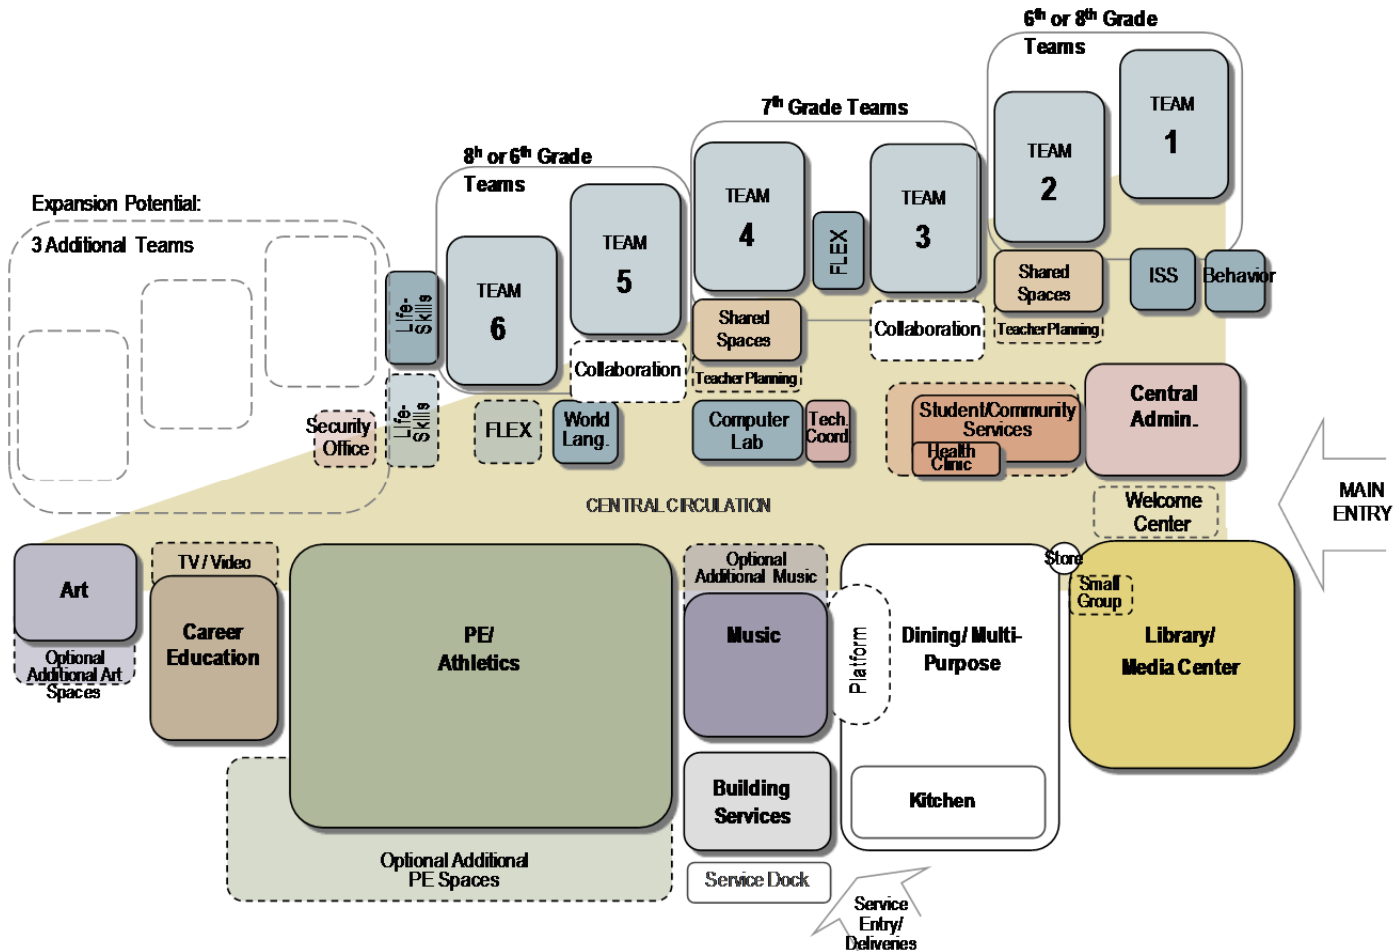 6th or 8th Grade
Teams
TEAM
1
TEAM
2
7th Grade Teams
TEAM
4
FLEX
TEAM
3
8h or 6th Grade
Teams
TEAM
5
TEAM
6
Expansion Potential:
3 Additional Teams
Life-
Skills
Shared
Spaces
Teacher Planning
ISS
Behavior
Collaboration
Shared
Spaces
Teacher Planning
Collaboration
Security
Office
Life-
Skills
FLEX
World
Lang.
Computer
Lab
Tech.
Coord
Student/Community
Services
Health
Clinic
Central
Admin.
Welcome
Center
MAIN
ENTRY
CENTRAL CIRCULATION
Art
Optional
Additional Art
Spaces
TV / Video
Career
Education
PE/
Athletics
Optional Additional
PE Spaces
Optional
Additional Music
Music
Platform
Dining/ Multi-
Purpose
Store
Small
Group
Library/
Media Center
Building
Services
Kitchen
Service Dock
Service
Entry/
Deliveries